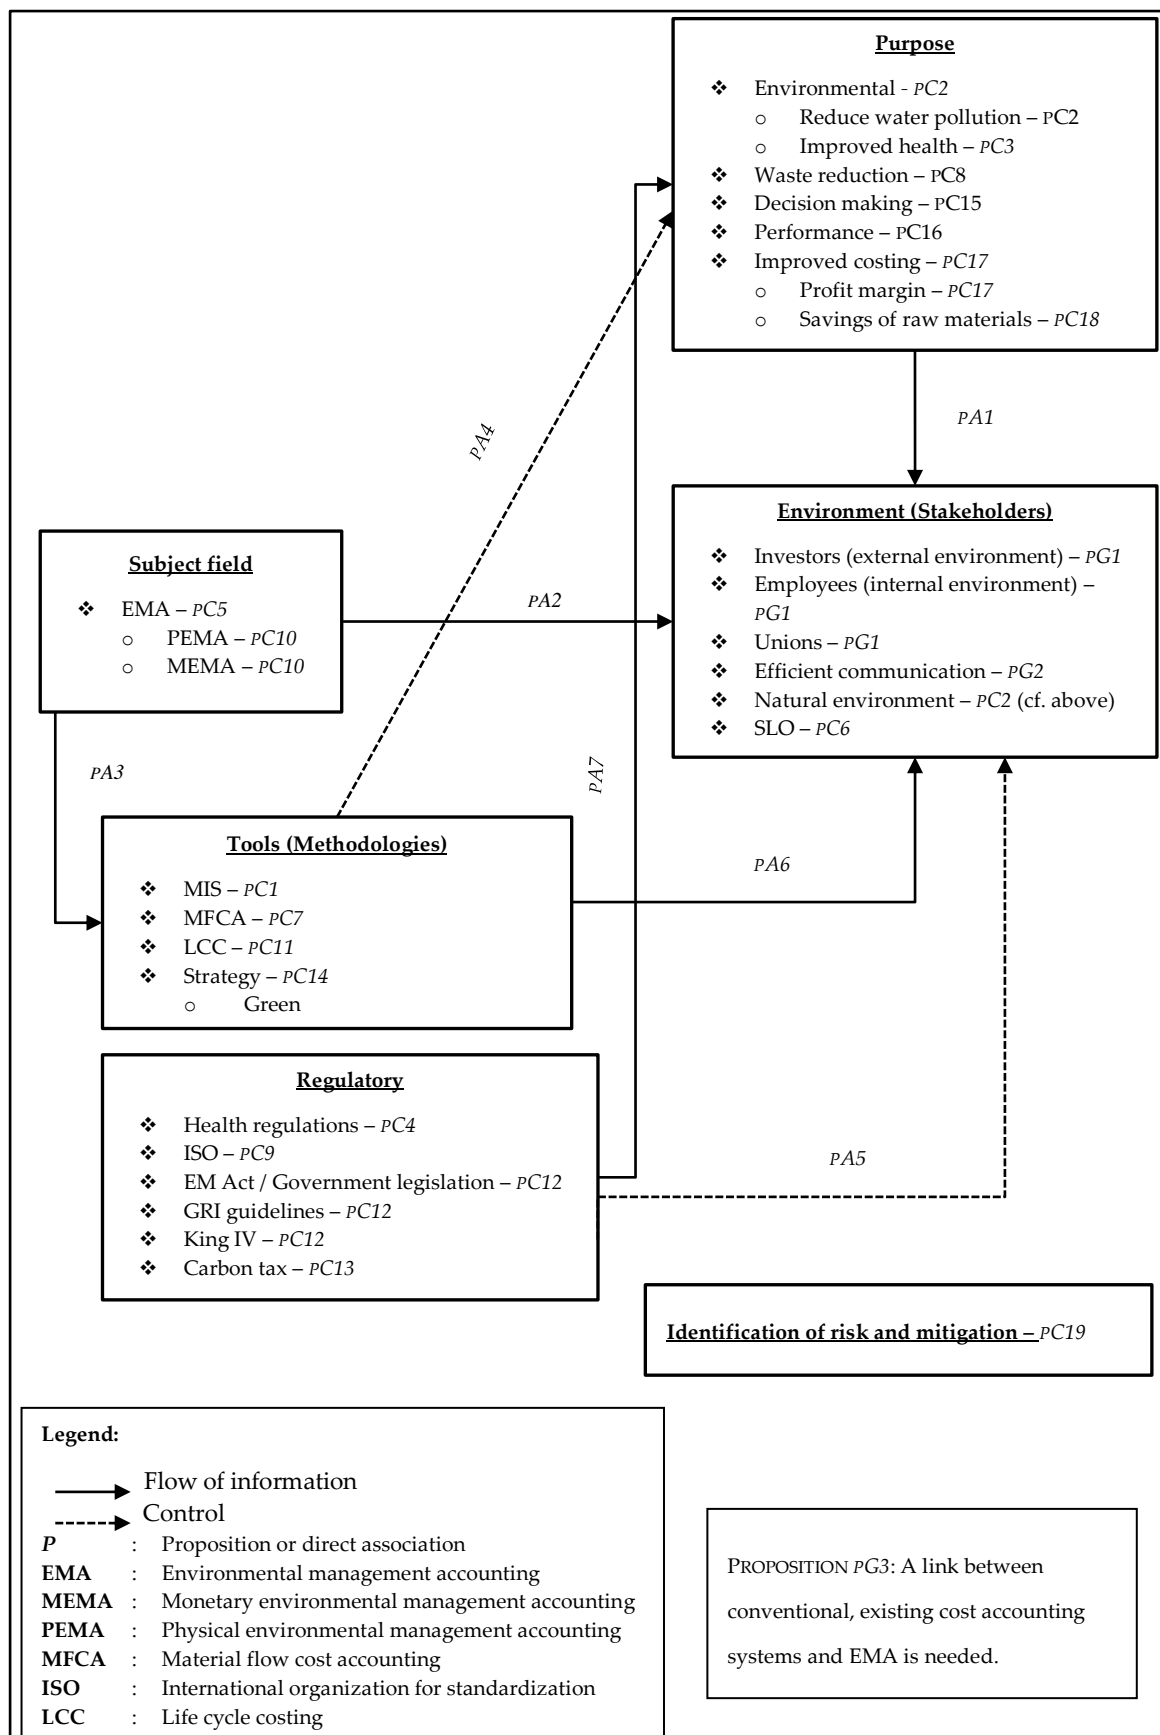 Purpose
❖ Environmental - PC2
o Reduce water pollution – PC2
o Improved health – PC3
❖ Waste reduction – PC8
❖ Decision making – PC15
❖ Performance – PC16
❖ Improved costing – PC17
o Profit margin – PC17
o Savings of raw materials – PC18
PA1
PA4
Environment (Stakeholders)
❖ Investors (external environment) – PG1
❖ Employees (internal environment) –
PG1
❖ Unions – PG1
❖ Efficient communication – PG2
❖ Natural environment – PC2 (cf. above)
❖ SLO – PC6
Subject field
❖ EMA – PC5
o PEMA – PC10
o MEMA – PC10
PA2
PA3
PA7
Tools (Methodologies)
❖ MIS – PC1
❖ MFCA – PC7
❖ LCC – PC11
❖ Strategy – PC14
o Green
PA6
Regulatory
❖ Health regulations – PC4
❖ ISO – PC9
❖ EM Act / Government legislation – PC12
❖ GRI guidelines – PC12
❖ King IV – PC12
❖ Carbon tax – PC13
PA5
Identification of risk and mitigation – PC19
Legend:
Flow of information
Control
P : Proposition or direct association
EMA : Environmental management accounting
MEMA : Monetary environmental management accounting
PEMA : Physical environmental management accounting
MFCA : Material flow cost accounting
ISO : International organization for standardization
LCC : Life cycle costing
PROPOSITION PG3: A link between
conventional, existing cost accounting
systems and EMA is needed.